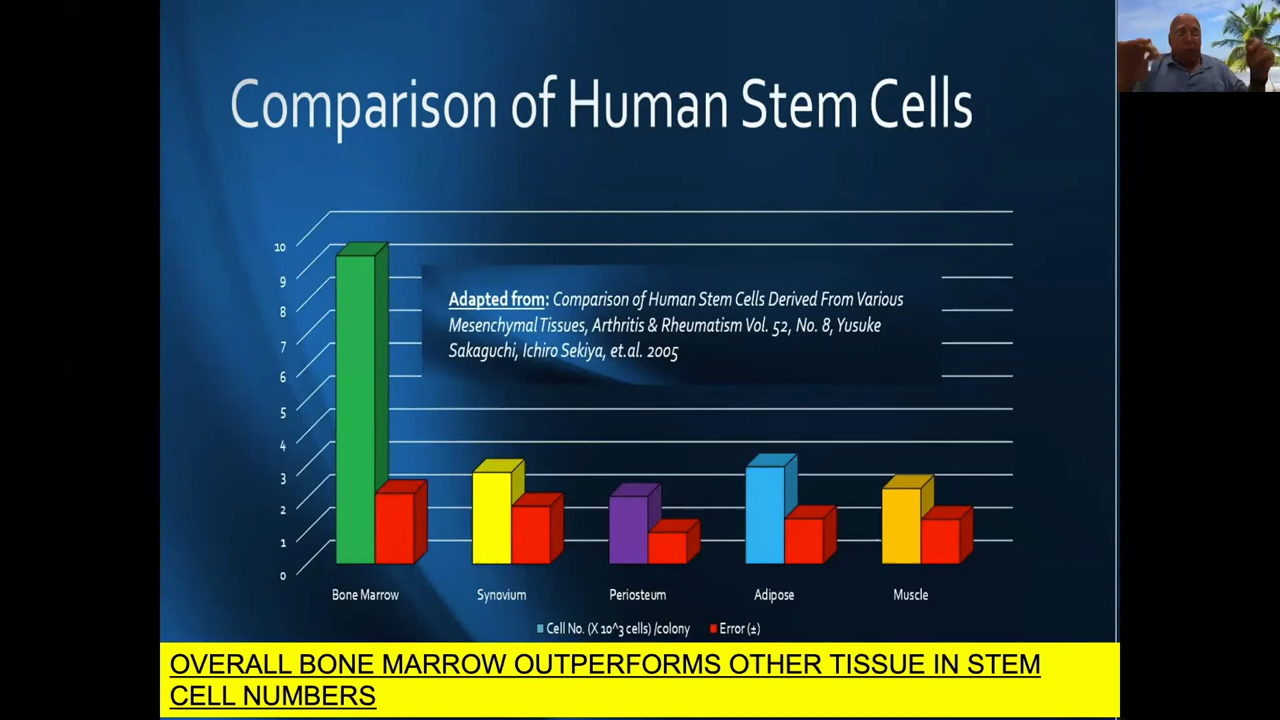 Comparison of Human Stem Cells
10
9
8
7
6
5
4
3
2
1
0
Adapted from: Comparison of Human Stem Cells Derived From Various
Mesenchymal Tissues, Arthritis & Rheumatism Vol. 52, No. 8, Yusuke
Sakaguchi, Ichiro Sekiya, et.al. 2005
Bone Marrow Synovium Periosteum Adipose Muscle
Cell No. (X 10^3 cells) /colony Error (±)
OVERALL BONE MARROW OUTPERFORMS OTHER TISSUE IN STEM
CELL NUMBERS